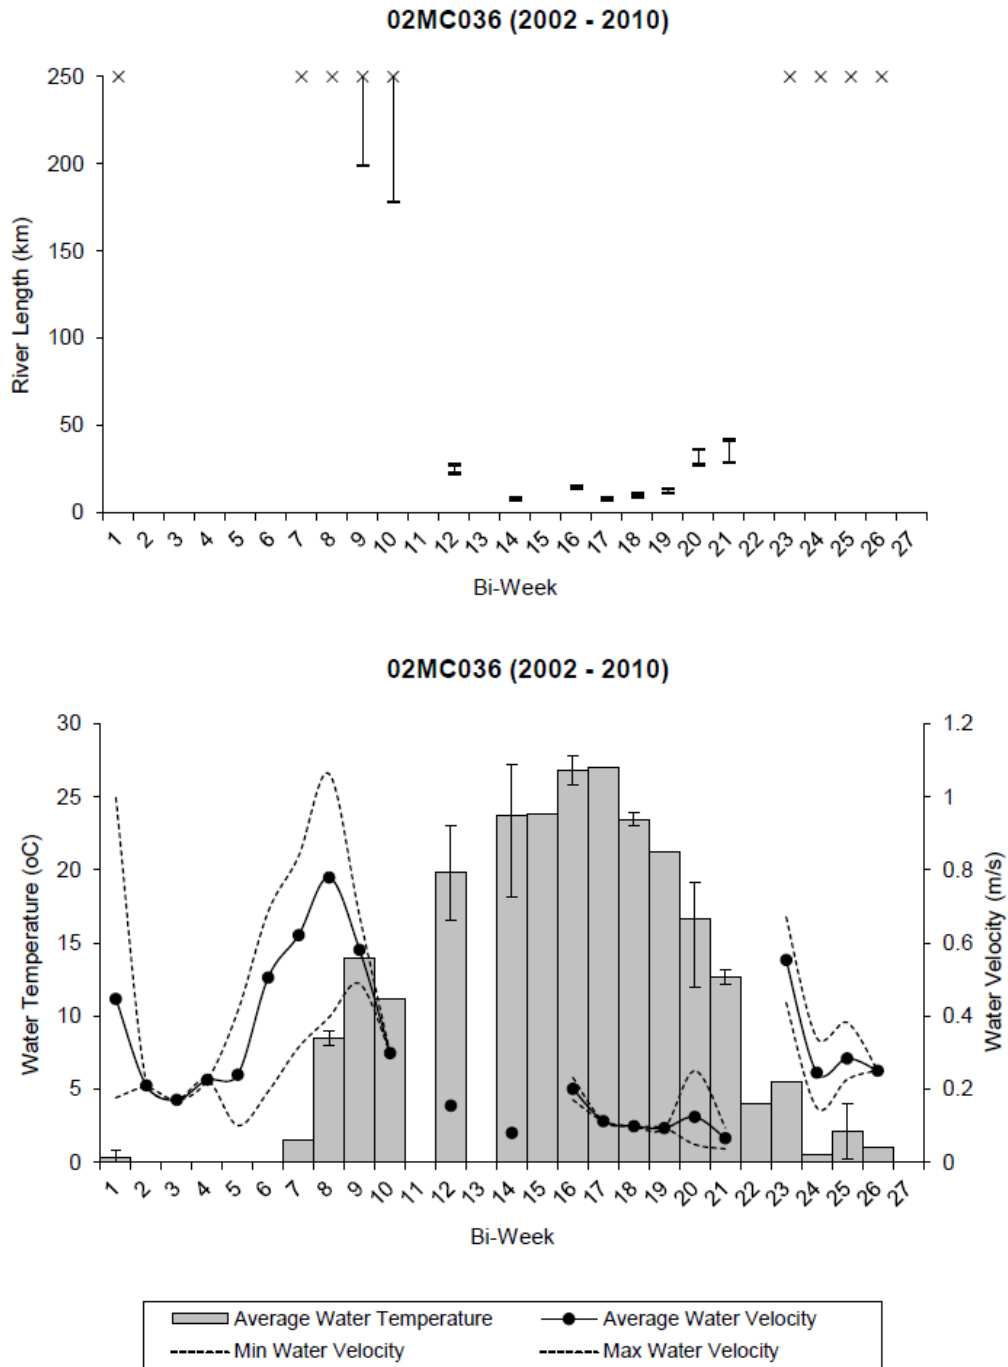 02MC036 (2002 - 2010)
River Length (km)
250
200
150
100
50
0
1 2 3 4 5 6 7 8 9 10 11 12 13 14 15 16 17 18 19 20 21 22 23 24 25 26 27
Bi-Week
02MC036 (2002 - 2010)
Water Temperature (oC)
30
25
20
15
10
5
0
1.2
1
0.8
0.6
0.4
0.2
0
Water Velocity (m/s)
1 2 3 4 5 6 7 8 9 10 11 12 13 14 15 16 17 18 19 20 21 22 23 24 25 26 27
Bi-Week
Average Water Temperature Average Water Velocity
Min Water Velocity Max Water Velocity